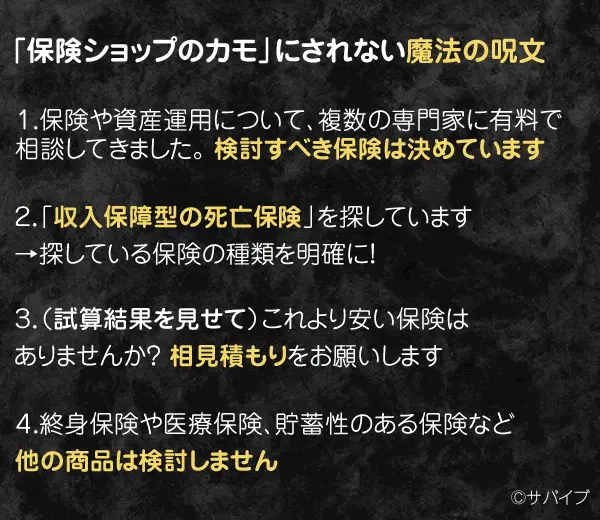 「保険ショップのカモ」にされない魔法の呪文
1.保険や資産運用について、複数の専門家に有料で
相談してきました。検討すべき保険は決めています
2.「収入保障型の死亡保険」を探しています
→探している保険の種類を明確に!
3.(試算結果を見せて)これより安い保険は
ありませんか? 相見積もりをお願いします
4.終身保険や医療保険、貯蓄性のある保険など
他の商品は検討しません
©サバイブ